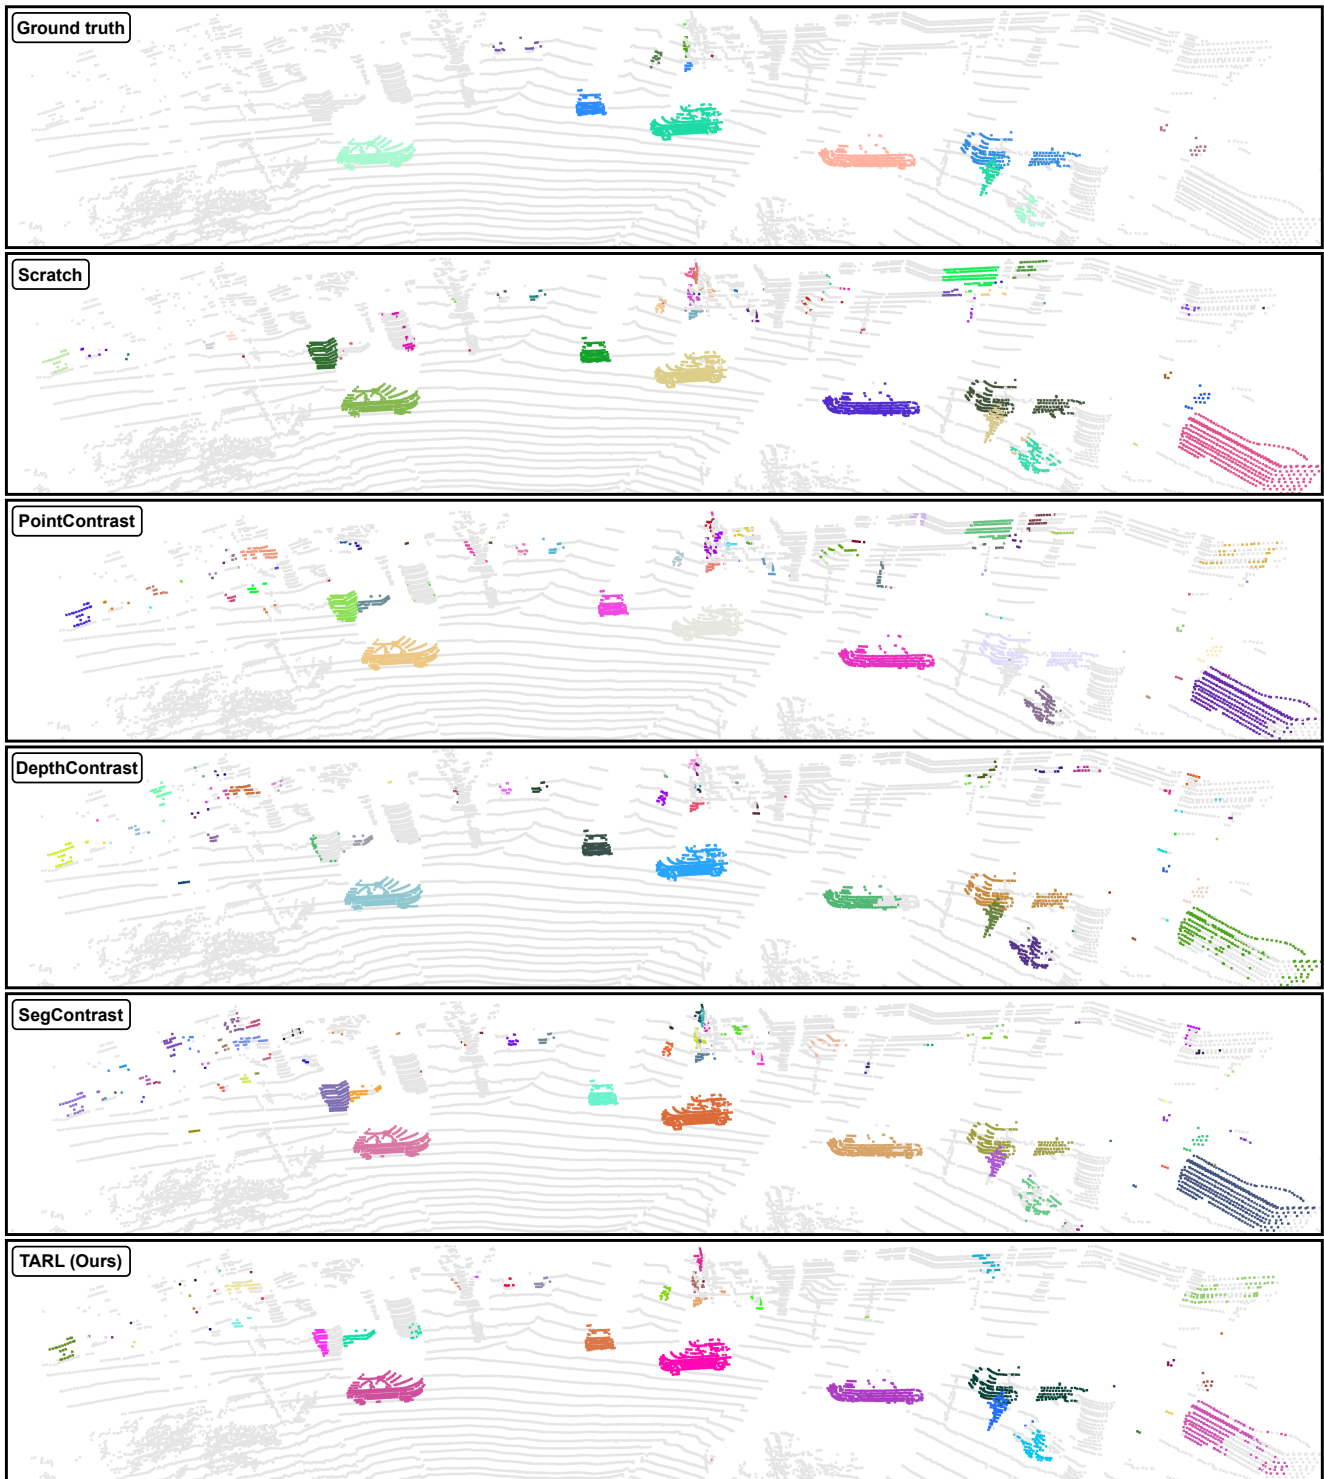 Ground truth
Scratch
PointContrast
DepthContrast
SegContrast
TARL (Ours)